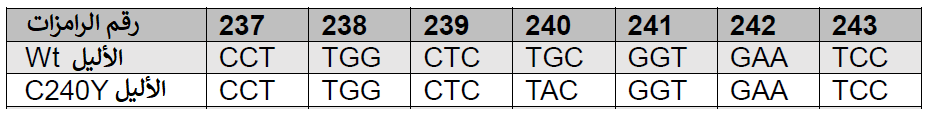 رقم الرامزات 237 238 239 240 241 242 243
الأليل Wt CCT TGG CTC TGC GGT GAA TCC
الأليل C240Y CCT TGG CTC TAC GGT GAA TCC